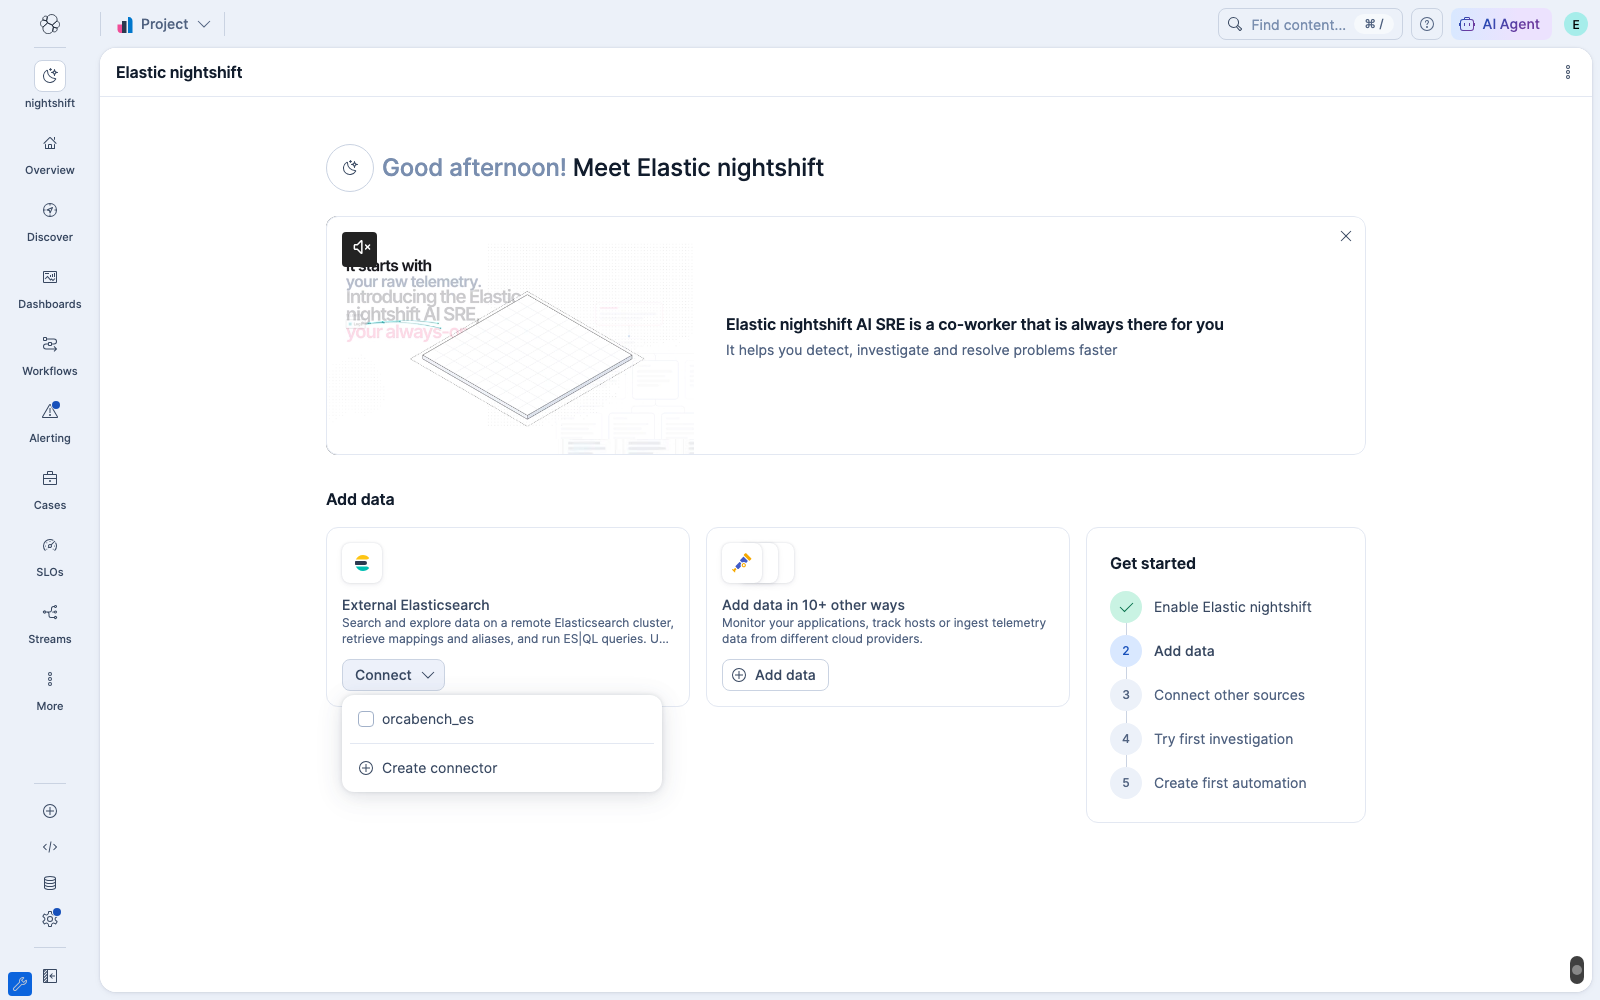 Project
Find content...
⌘ /
AI Agent
E
nightshift
Overview
Discover
Dashboards
Workflows
Alerting
Cases
SLOs
Streams
More
Elastic nightshift
Good afternoon! Meet Elastic nightshift
It starts with
your raw telemetry.
Introducing the Elastic
nightshift AI SRE,
your always-o
Elastic nightshift AI SRE is a co-worker that is always there for you
It helps you detect, investigate and resolve problems faster
Add data
External Elasticsearch
Search and explore data on a remote Elasticsearch cluster,
retrieve mappings and aliases, and run ES|QL queries. U...
Connect
orcabench_es
Create connector
Add data in 10+ other ways
Monitor your applications, track hosts or ingest telemetry
data from different cloud providers.
Add data
Get started
Enable Elastic nightshift
2 Add data
3 Connect other sources
4 Try first investigation
5 Create first automation